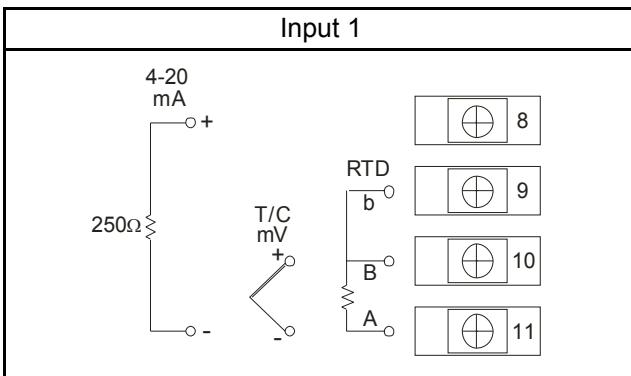 Input 1
4-20
mA
+
8
RTD
b
9
250Ω
T/C
mV
+
B
10
A
-
-
11